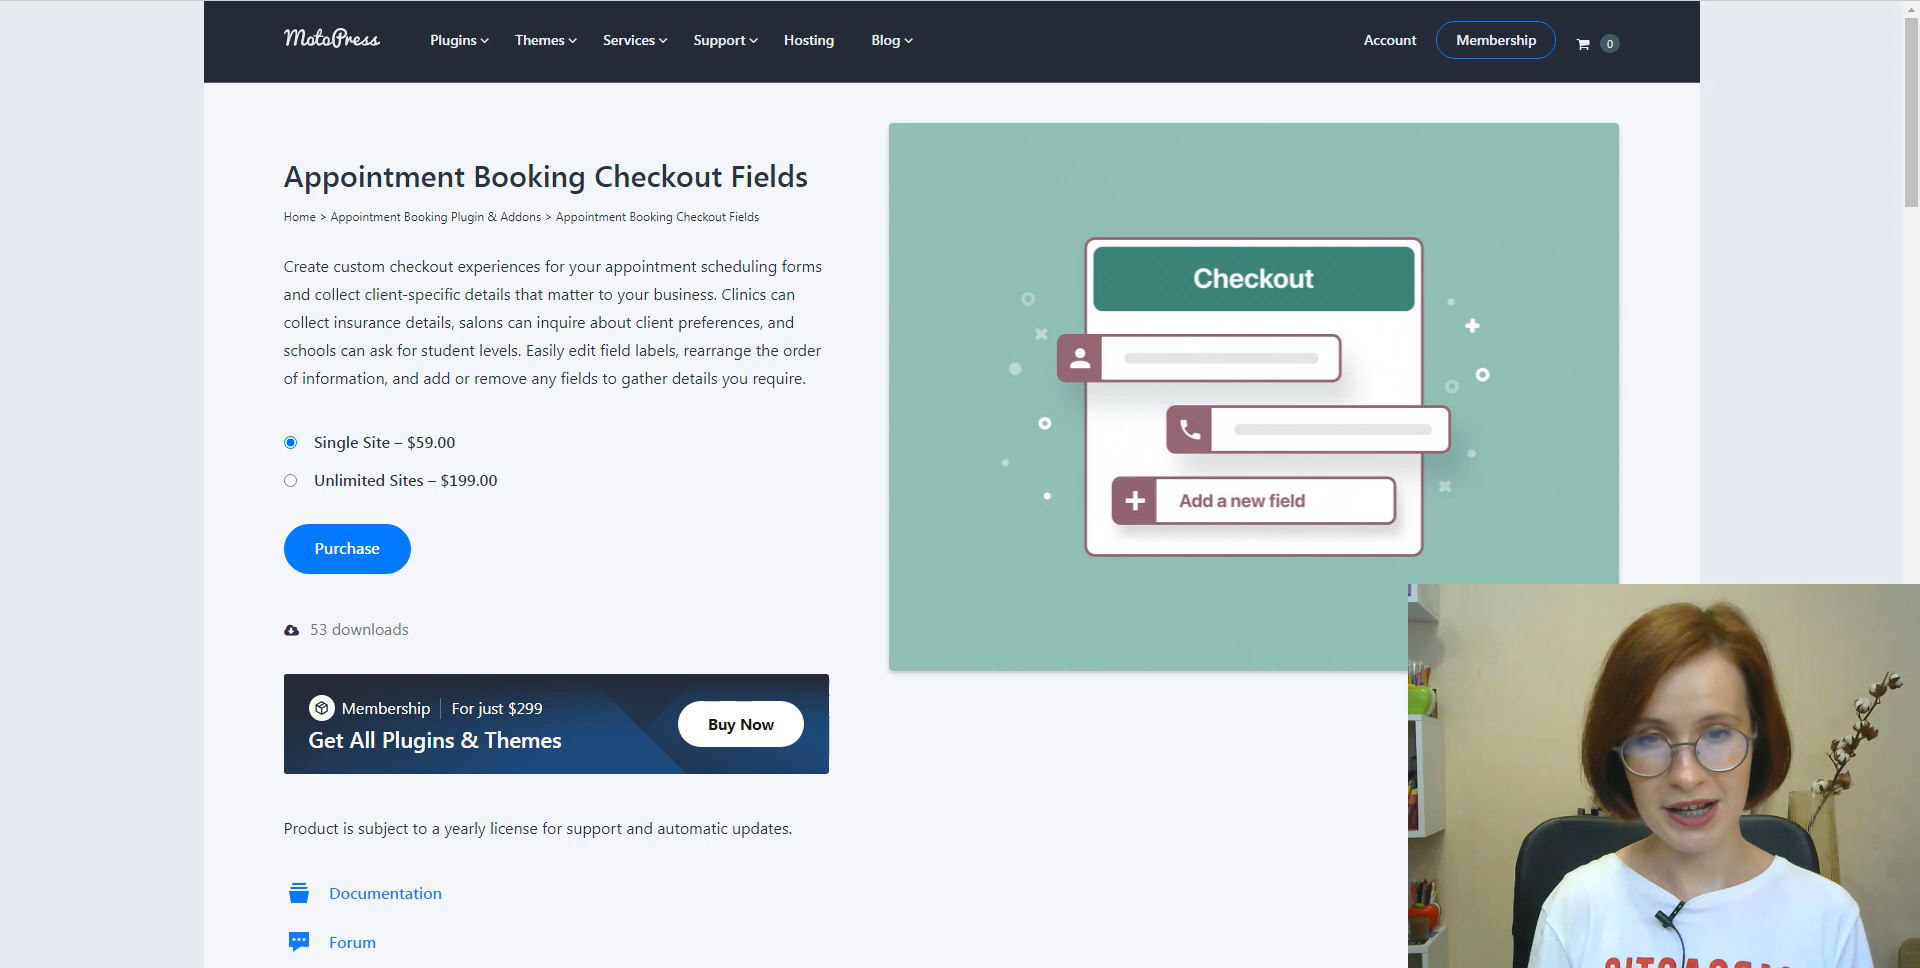 MotoPress
Plugins
Themes
Services
Support
Hosting
Blog
Account
Membership
0
Appointment Booking Checkout Fields
Home > Appointment Booking Plugin & Addons > Appointment Booking Checkout Fields
Create custom checkout experiences for your appointment scheduling forms
and collect client-specific details that matter to your business. Clinics can
collect insurance details, salons can inquire about client preferences, and
schools can ask for student levels. Easily edit field labels, rearrange the order
of information, and add or remove any fields to gather details you require.
Single Site – $59.00
Unlimited Sites – $199.00
Purchase
53 downloads
Membership
For just $299
Get All Plugins & Themes
Buy Now
Product is subject to a yearly license for support and automatic updates.
Documentation
Forum
Checkout
Add a new field